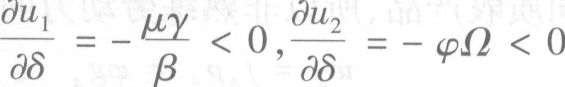 ∂u₁/∂δ = − μγ/β < 0, ∂u₂/∂δ = − φΩ < 0